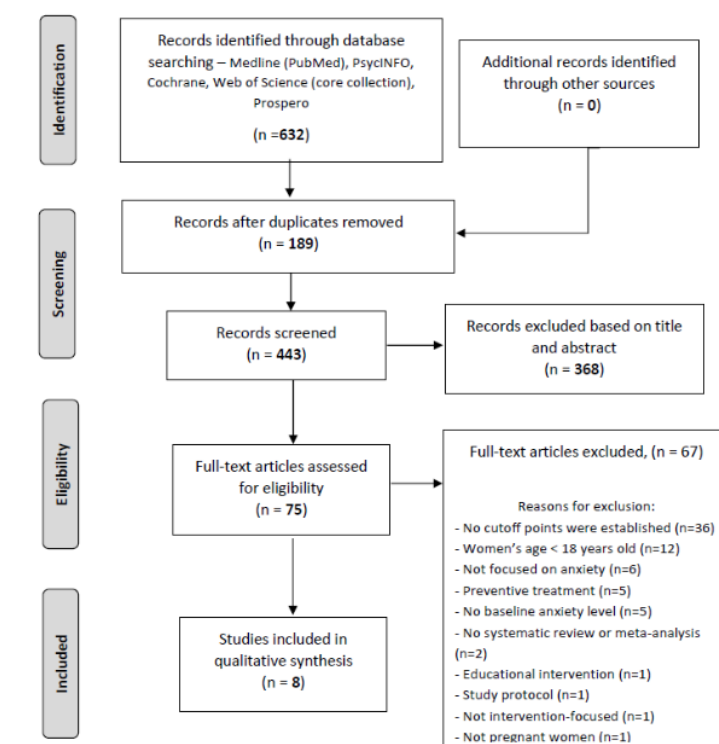 Identification
Records identified through database
searching – Medline (PubMed), PsycINFO,
Cochrane, Web of Science (core collection),
Prospero
(n =632)
Additional records identified
through other sources
(n = 0)
Screening
Records after duplicates removed
(n = 189)
Records screened
(n = 443)
Records excluded based on title
and abstract
(n = 368)
Eligibility
Full-text articles assessed
for eligibility
(n = 75)
Full-text articles excluded, (n = 67)
Reasons for exclusion:
- No cutoff points were established (n=36)
- Women's age < 18 years old (n=12)
- Not focused on anxiety (n=6)
- Preventive treatment (n=5)
- No baseline anxiety level (n=5)
- No systematic review or meta-analysis
(n=2)
- Educational intervention (n=1)
- Study protocol (n=1)
- Not intervention-focused (n=1)
- Not pregnant women (n=1)
Included
Studies included in
qualitative synthesis
(n = 8)